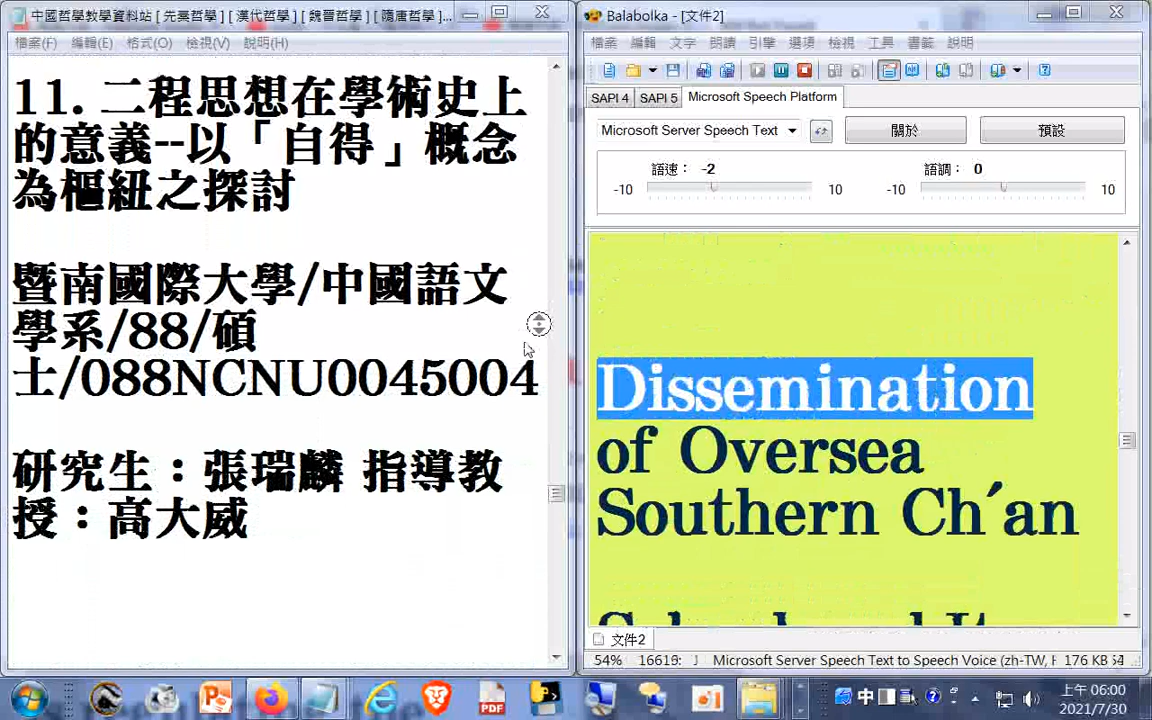 中國哲學教學資料站 [ 先秦哲學 ] [ 漢代哲學 ] [ 魏晉哲學 ] [ 隋唐哲學 ]...
檔案(F) 編輯(E) 格式(O) 檢視(V) 說明(H)
11. 二程思想在學術史上
的意義--以「自得」概念
為樞紐之探討
暨南國際大學/中國語文
學系/88/碩
士/088NCNU0045004
研究生：張瑞麟 指導教
授：高大威
Balabolka - [文件2]
檔案 編輯 文字 朗讀 引擎 選項 檢視 工具 書籤 說明
SAPI 4 SAPI 5 Microsoft Speech Platform
Microsoft Server Speech Text 關於 預設
語速： -2 語調： 0
-10 10 -10 10
Dissemination
of Oversea
Southern Ch´an
文件2
54% Microsoft Server Speech Text to Speech Voice (zh-TW, 176 KB
中
上午 06:00
2021/7/30